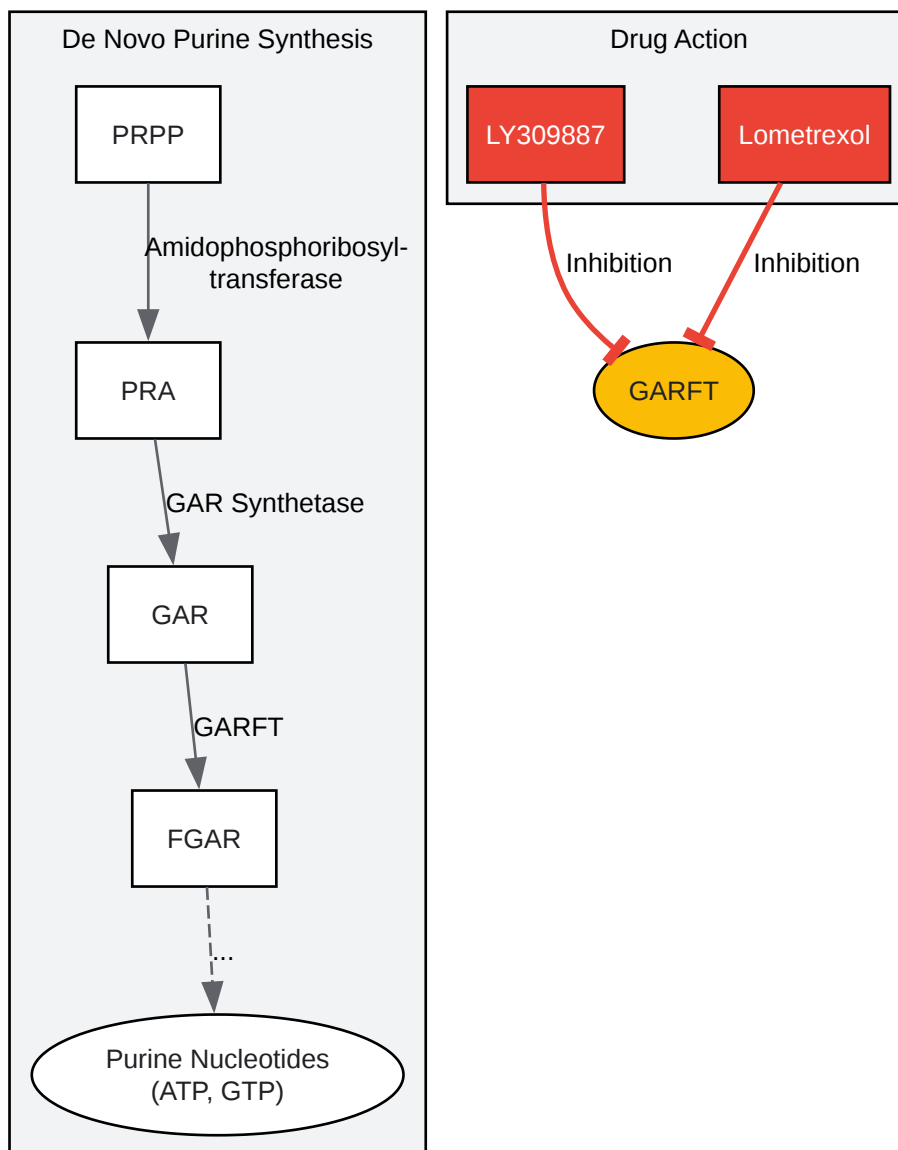 De Novo Purine Synthesis
PRPP
Amidophosphoribosyl-
transferase
PRA
GAR Synthetase
GAR
GARFT
FGAR
...
Purine Nucleotides
(ATP, GTP)
Drug Action
LY309887
Lometrexol
Inhibition
Inhibition
GARFT